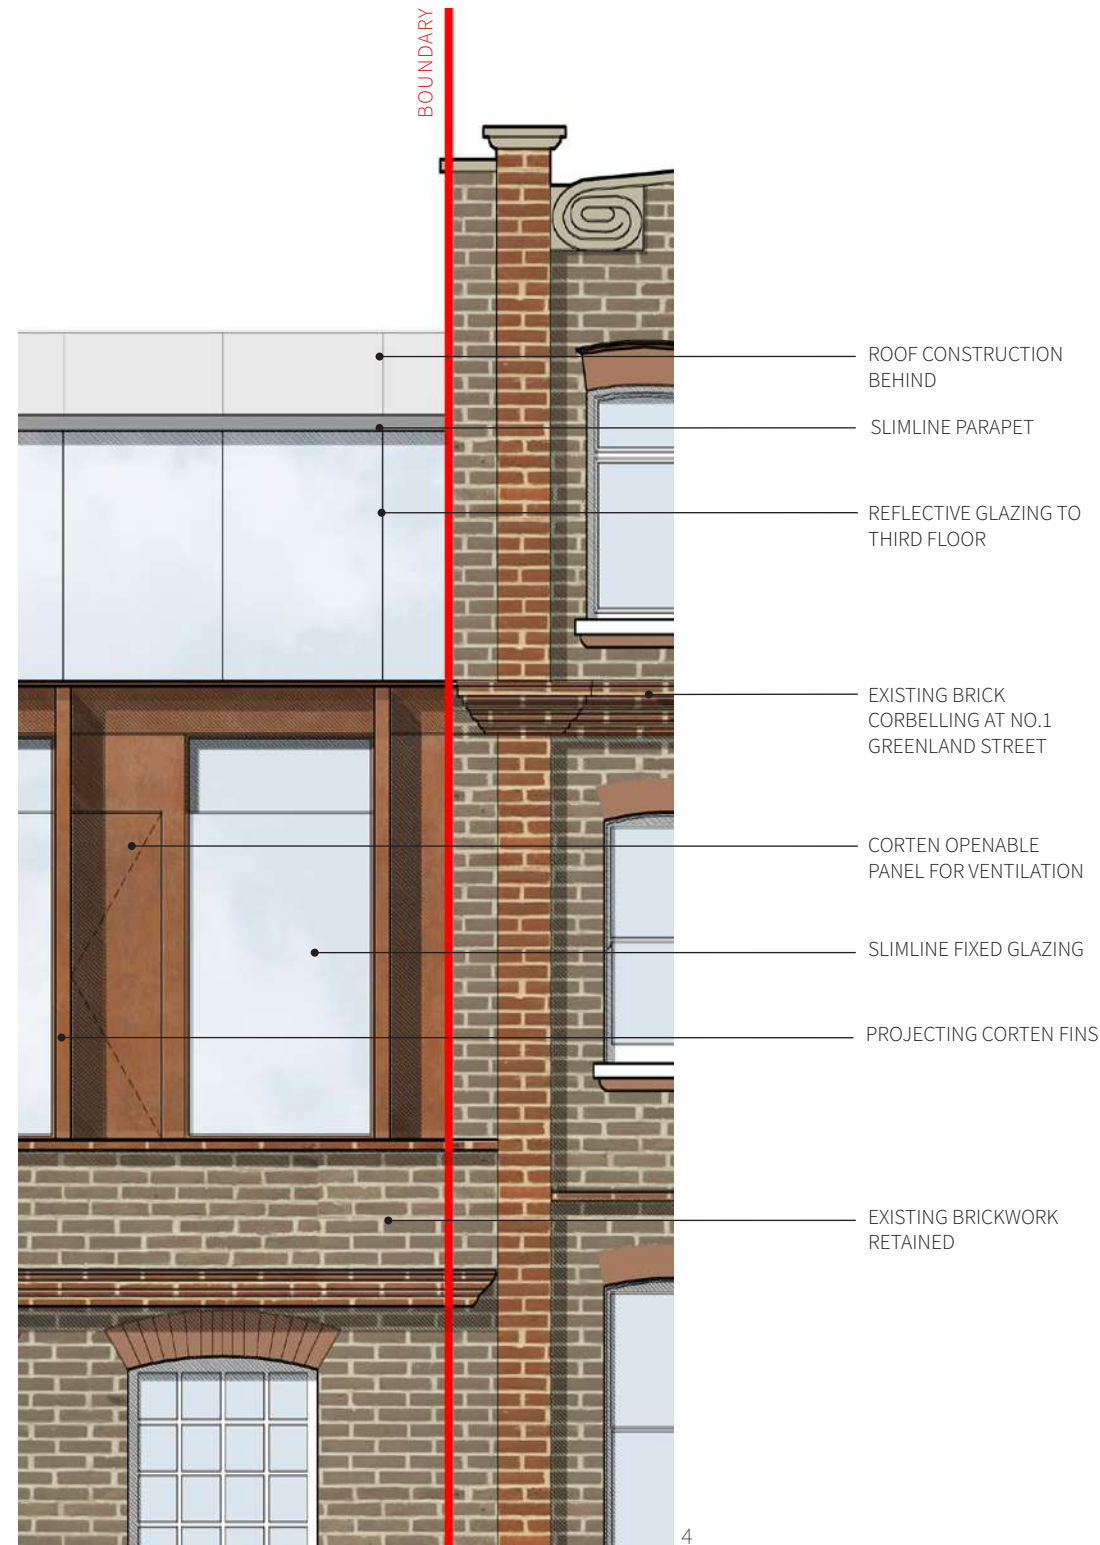 BOUNDARY
ROOF CONSTRUCTION
BEHIND
SLIMLINE PARAPET
REFLECTIVE GLAZING TO
THIRD FLOOR
EXISTING BRICK
CORBELLING AT NO.1
GREENLAND STREET
CORTEN OPENABLE
PANEL FOR VENTILATION
SLIMLINE FIXED GLAZING
PROJECTING CORTEN FINS
EXISTING BRICKWORK
RETAINED
4